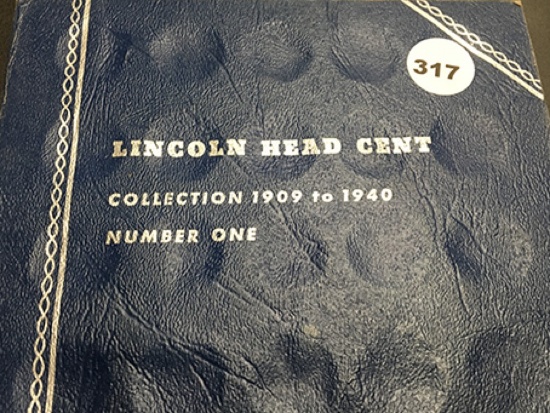 317
LINCOLN HEAD CENT
COLLECTION 1909 to 1940
NUMBER ONE